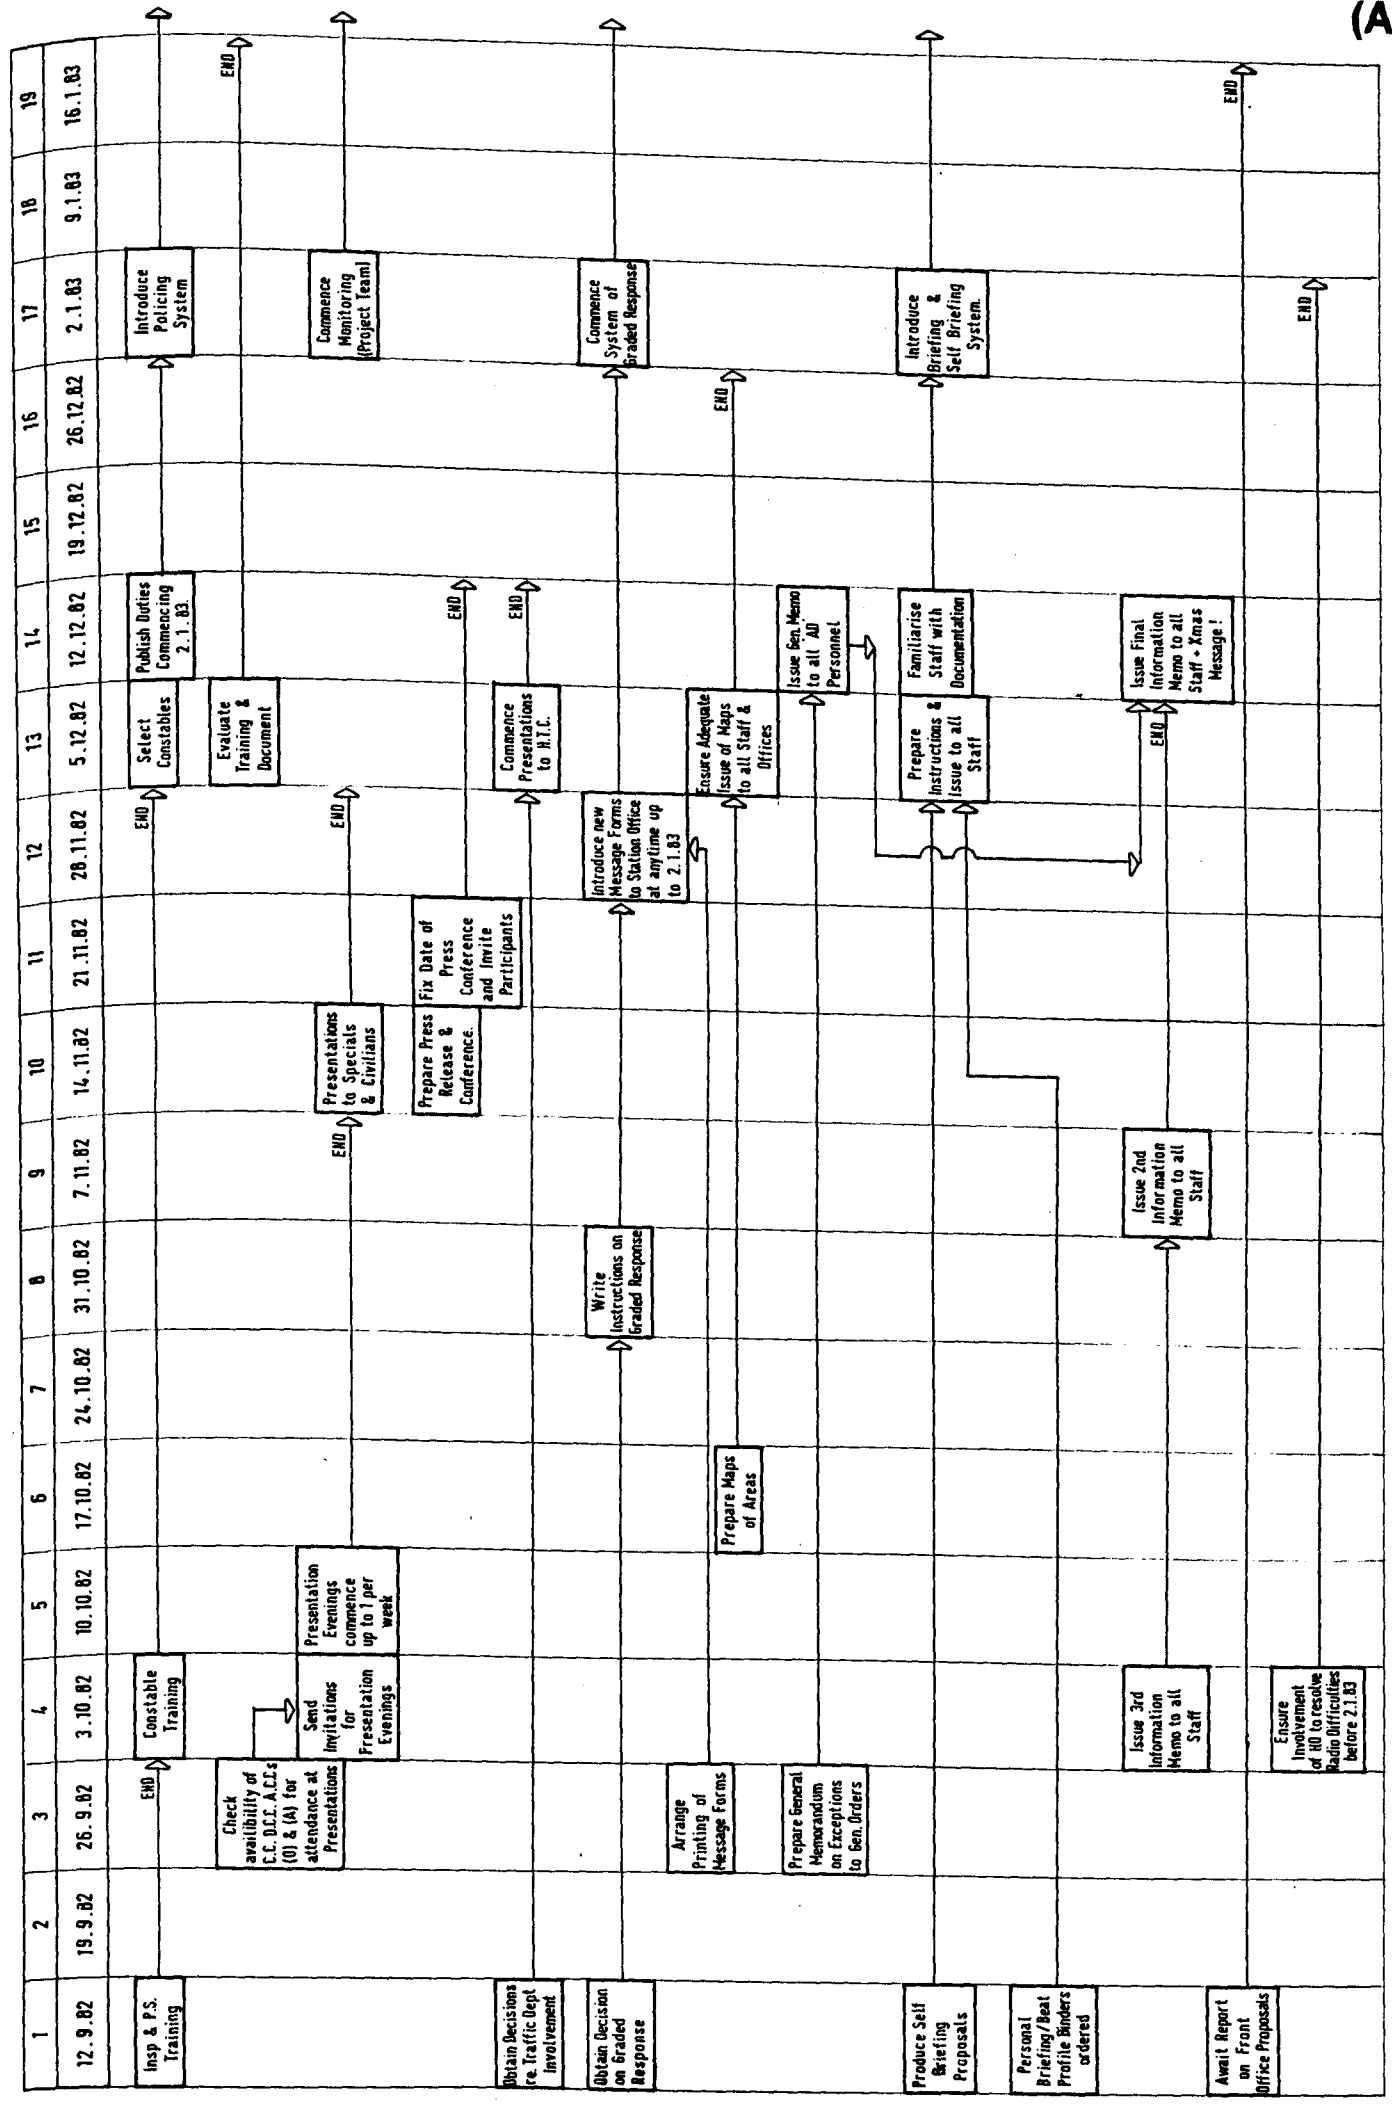 (A
1 2 3 4 5 6 7 8 9 10 11 12 13 14 15 16 17 18 19
12.9.82 19.9.82 26.9.82 3.10.82 10.10.82 17.10.82 24.10.82 31.10.82 7.11.82 14.11.82 21.11.82 28.11.82 5.12.82 12.12.82 19.12.82 26.12.82 2.1.83 9.1.83 16.1.83
Insp & P.S.
Training
END
Constable
Training
END
Select
Constables
Publish Duties
Commencing
2.1.83.
Introduce
Policing
System
Check
availibility of
C.C. D.C.C. A.C.C.s
(O) & (A) for
attendance at
Presentations
Evaluate
Training &
Document
END
Send
Invitations
for
Presentation
Evenings
Presentation
Evenings
commence
up to 1 per
week
END
Presentations
to Specials
& Civilians
END
Commence
Monitoring
(Project Team)
Prepare Press
Release &
Conference.
Fix Date of
Press
Conference
and Invite
Participants
END
Obtain Decisions
re. Traffic Dept
Involvement
Commence
Presentations
to H.T.C.
END
Obtain Decision
on Graded
Response
Write
Instructions on
Graded Response
Introduce new
Message Forms
to Station Office
at anytime up
to 2.1.83
Commence
System of
Graded Response
Arrange
Printing of
Message Forms
Prepare Maps
of Areas
Ensure Adequate
Issue of Maps
to all Staff &
Offices
END
Prepare General
Memorandum
on Exceptions
to Gen. Orders
Issue Gen. Memo
to all 'AD'
Personnel
Produce Self
Briefing
Proposals
Prepare
Instructions &
Issue to all
Staff
Familiarise
Staff with
Documentation
Introduce
Briefing &
Self Briefing
System.
Personal
Briefing/Beat
Profile Binders
ordered
Issue 3rd
Information
Memo to all
Staff
Issue 2nd
Information
Memo to all
Staff
END
Issue Final
Information
Memo to all
Staff + Xmas
Message!
Await Report
on Front
Office Proposals
END
Ensure
Involvement
of HQ to resolve
Radio Difficulties
before 2.1.83
END